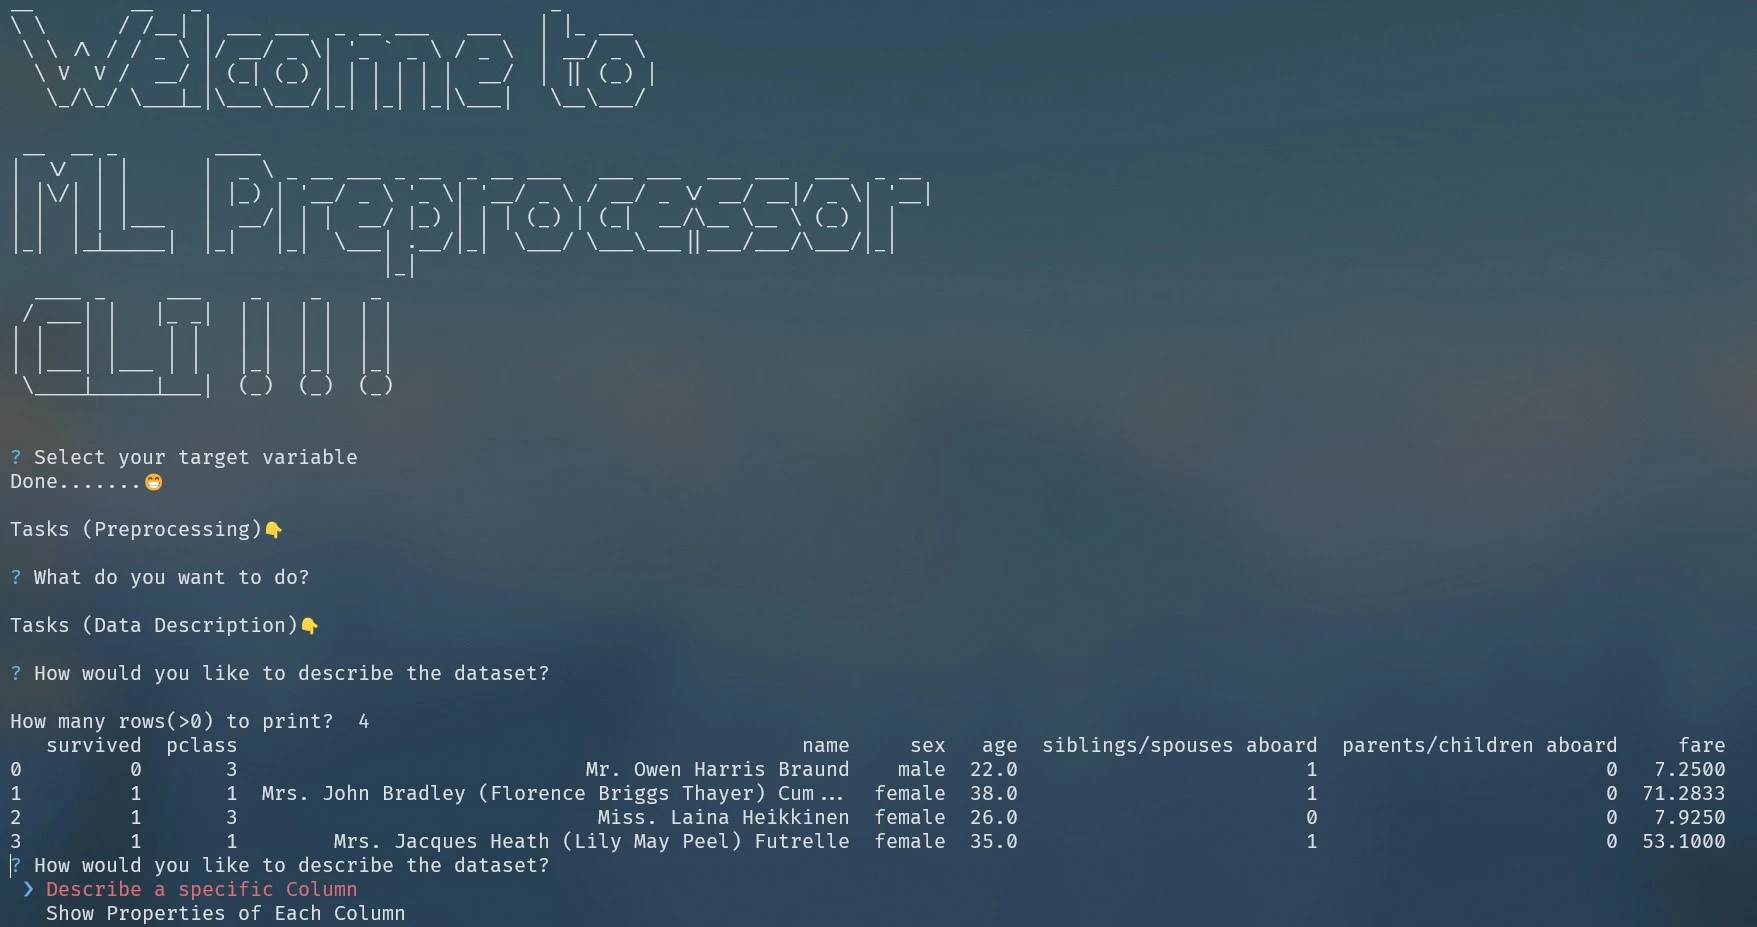 Welcome to
ML Preprocessor
CLI !!!
? Select your target variable
Done.......😁
Tasks (Preprocessing)👇
? What do you want to do?
Tasks (Data Description)👇
? How would you like to describe the dataset?
How many rows(>0) to print?  4
survived  pclass  name  sex  age  siblings/spouses aboard  parents/children aboard  fare
0  0  3  Mr. Owen Harris Braund  male  22.0  1  0  7.2500
1  1  1  Mrs. John Bradley (Florence Briggs Thayer) Cum...  female  38.0  1  0  71.2833
2  1  3  Miss. Laina Heikkinen  female  26.0  0  0  7.9250
3  1  1  Mrs. Jacques Heath (Lily May Peel) Futrelle  female  35.0  1  0  53.1000
? How would you like to describe the dataset?
❯ Describe a specific Column
Show Properties of Each Column